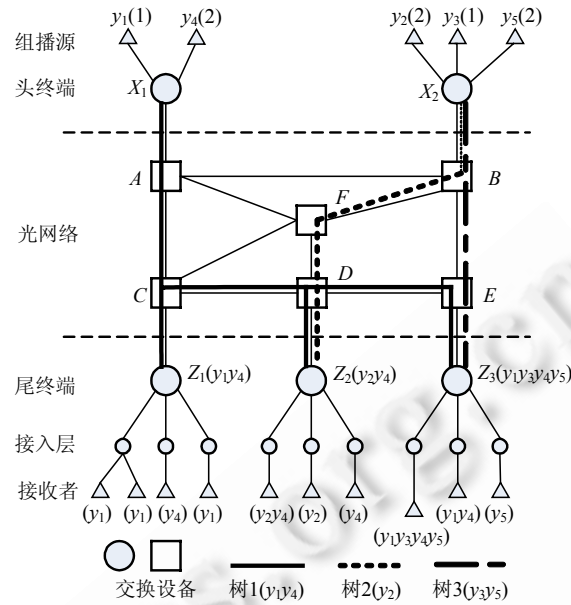 组播源 y₁(1) y₄(2) y₂(2) y₃(1) y₅(2)
头终端 X₁ X₂
A B
F
光网络
C D E
尾终端 Z₁(y₁y₄) Z₂(y₂y₄) Z₃(y₁y₃y₄y₅)
接入层
接收者
(y₁) (y₁) (y₄) (y₁) (y₂y₄) (y₂) (y₄) (y₁y₄) (y₅)
(y₁y₃y₄y₅)
交换设备 树1(y₁y₄) 树2(y₂) 树3(y₃y₅)